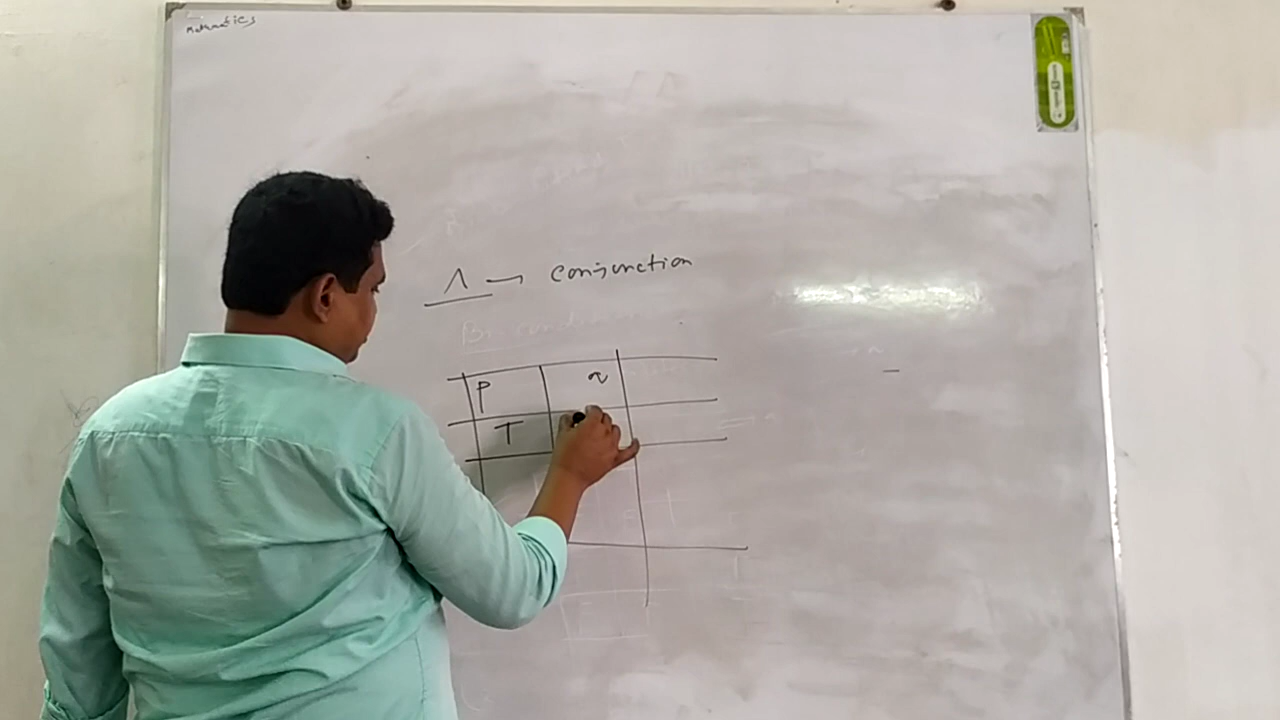 Mathematics
∧ → conjunction
P q
T